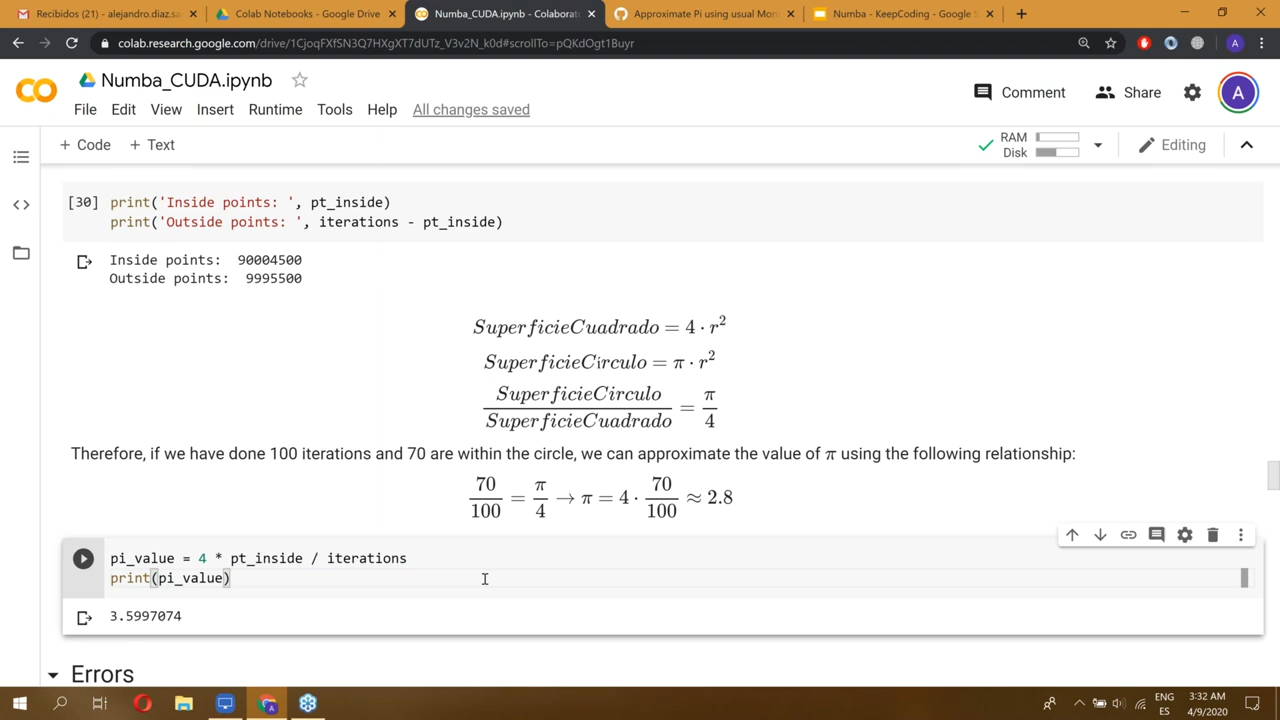 Recibidos (21) - alejandro.diaz.sa
Colab Notebooks - Google Drive
Numba_CUDA.ipynb - Colaborat
Approximate Pi using usual Mon
Numba - KeepCoding - Google S
colab.research.google.com/drive/1CjoqFXfSN3Q7HXgXT7dUTz_V3v2N_k0d#scrollTo=pQKdOgt1Buyr
A
Numba_CUDA.ipynb
Comment
Share
A
File Edit View Insert Runtime Tools Help All changes saved
+ Code + Text
RAM
Disk
Editing
[30] print('Inside points: ', pt_inside)
print('Outside points: ', iterations - pt_inside)
Inside points:  90004500
Outside points:  9995500
SuperficieCuadrado = 4 · r²
SuperficieCírculo = π · r²
SuperficieCirculo / SuperficieCuadrado = π / 4
Therefore, if we have done 100 iterations and 70 are within the circle, we can approximate the value of π using the following relationship:
70 / 100 = π / 4 → π = 4 · 70 / 100 ≈ 2.8
pi_value = 4 * pt_inside / iterations
print(pi_value)
3.5997074
Errors
ENG
ES
3:32 AM
4/9/2020